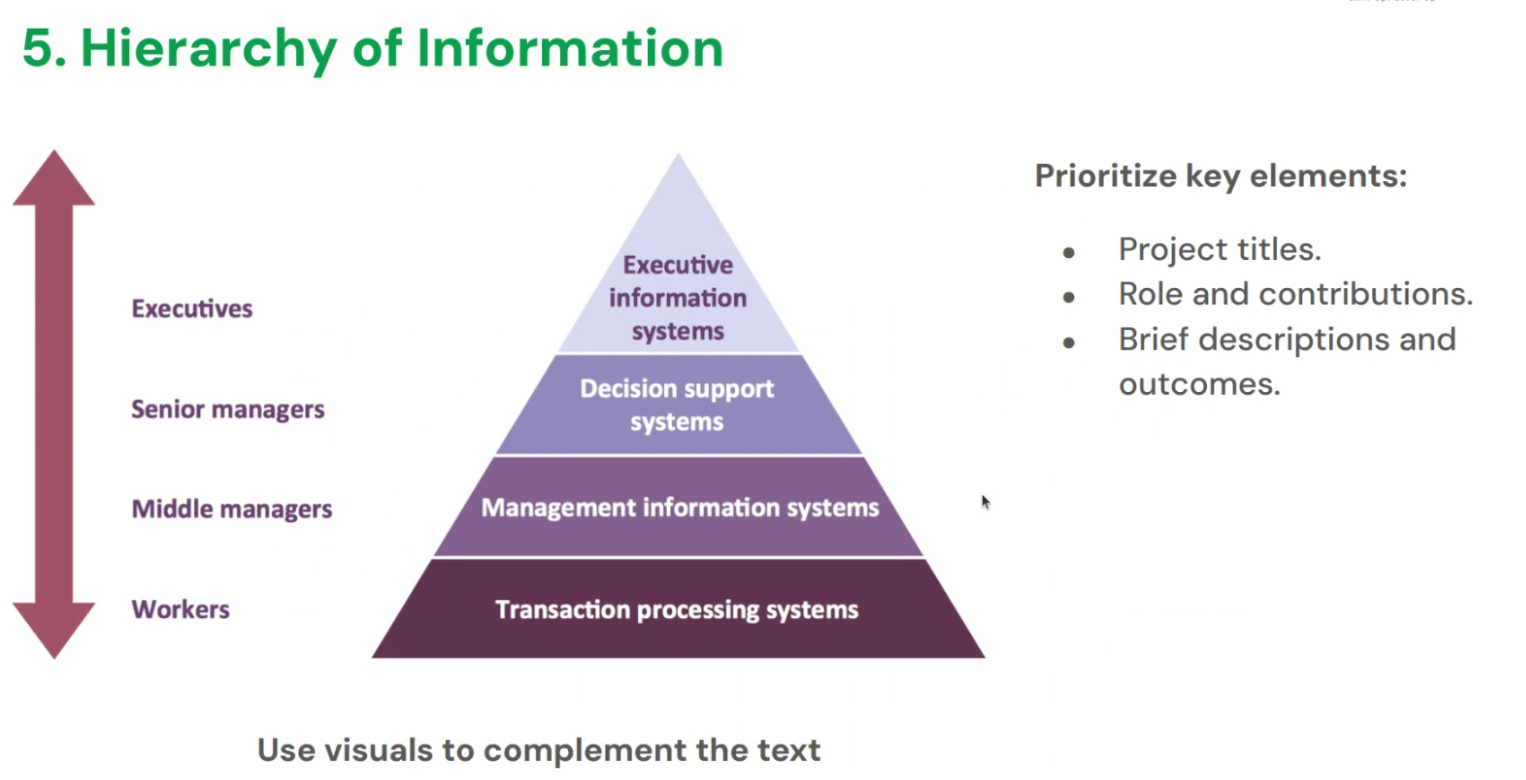 5. Hierarchy of Information
Executives
Senior managers
Middle managers
Workers
Executive
information
systems
Decision support
systems
Management information systems
Transaction processing systems
Prioritize key elements:
● Project titles.
● Role and contributions.
● Brief descriptions and
outcomes.
Use visuals to complement the text